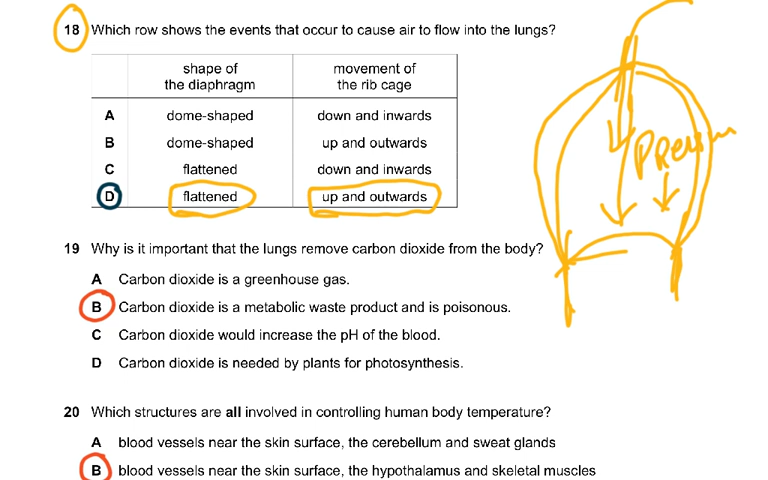 18 Which row shows the events that occur to cause air to flow into the lungs?
shape of the diaphragm movement of the rib cage
A dome-shaped down and inwards
B dome-shaped up and outwards
C flattened down and inwards
D flattened up and outwards
19 Why is it important that the lungs remove carbon dioxide from the body?
A Carbon dioxide is a greenhouse gas.
B Carbon dioxide is a metabolic waste product and is poisonous.
C Carbon dioxide would increase the pH of the blood.
D Carbon dioxide is needed by plants for photosynthesis.
20 Which structures are all involved in controlling human body temperature?
A blood vessels near the skin surface, the cerebellum and sweat glands
B blood vessels near the skin surface, the hypothalamus and skeletal muscles